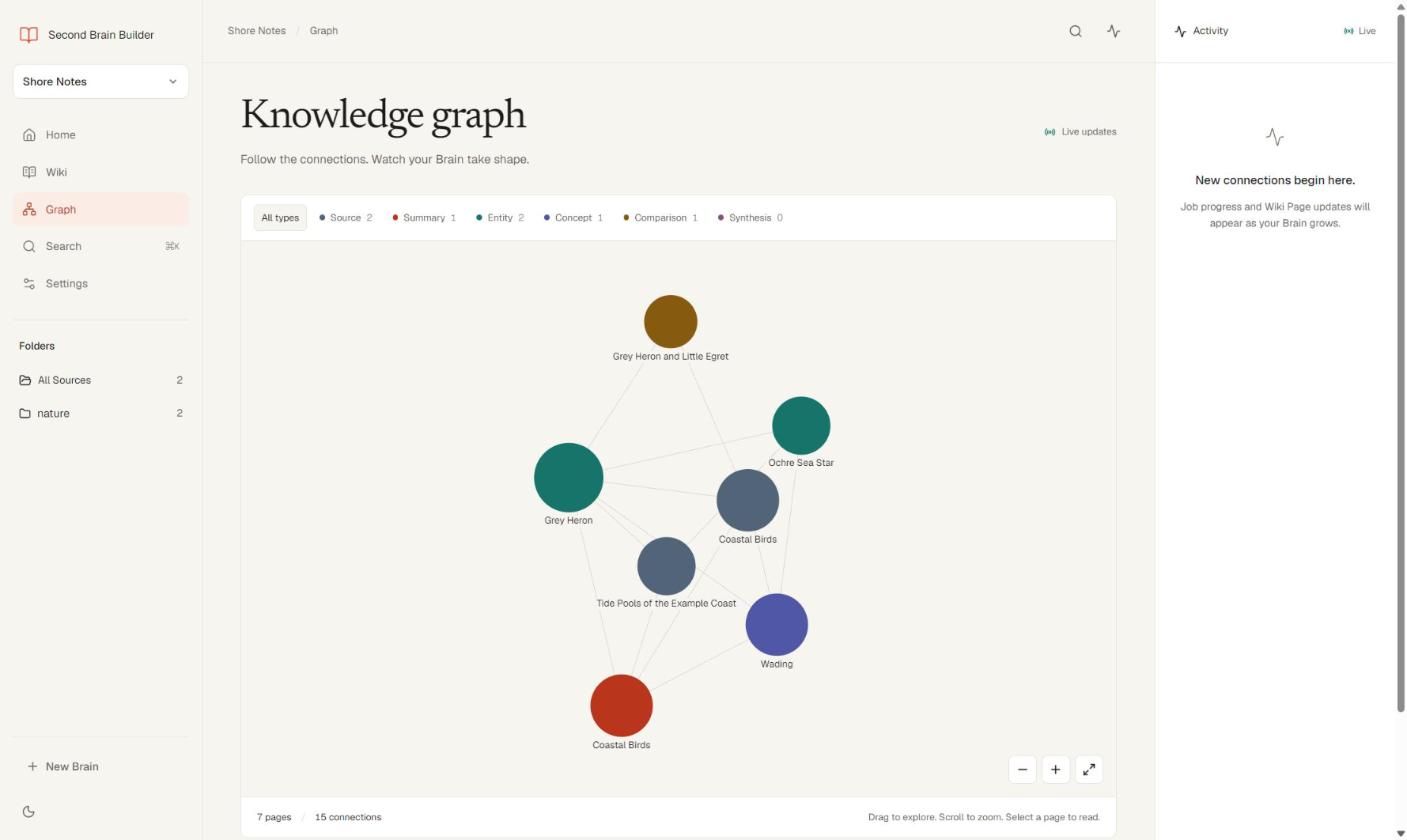 Second Brain Builder
Shore Notes
Home
Wiki
Graph
Search ⌘K
Settings
Folders
All Sources 2
nature 2
New Brain
Shore Notes / Graph
Knowledge graph
Follow the connections. Watch your Brain take shape.
Live updates
All types Source 2 Summary 1 Entity 2 Concept 1 Comparison 1 Synthesis 0
Grey Heron and Little Egret
Ochre Sea Star
Grey Heron
Coastal Birds
Tide Pools of the Example Coast
Wading
Coastal Birds
7 pages / 15 connections
Drag to explore. Scroll to zoom. Select a page to read.
Activity
Live
New connections begin here.
Job progress and Wiki Page updates will
appear as your Brain grows.